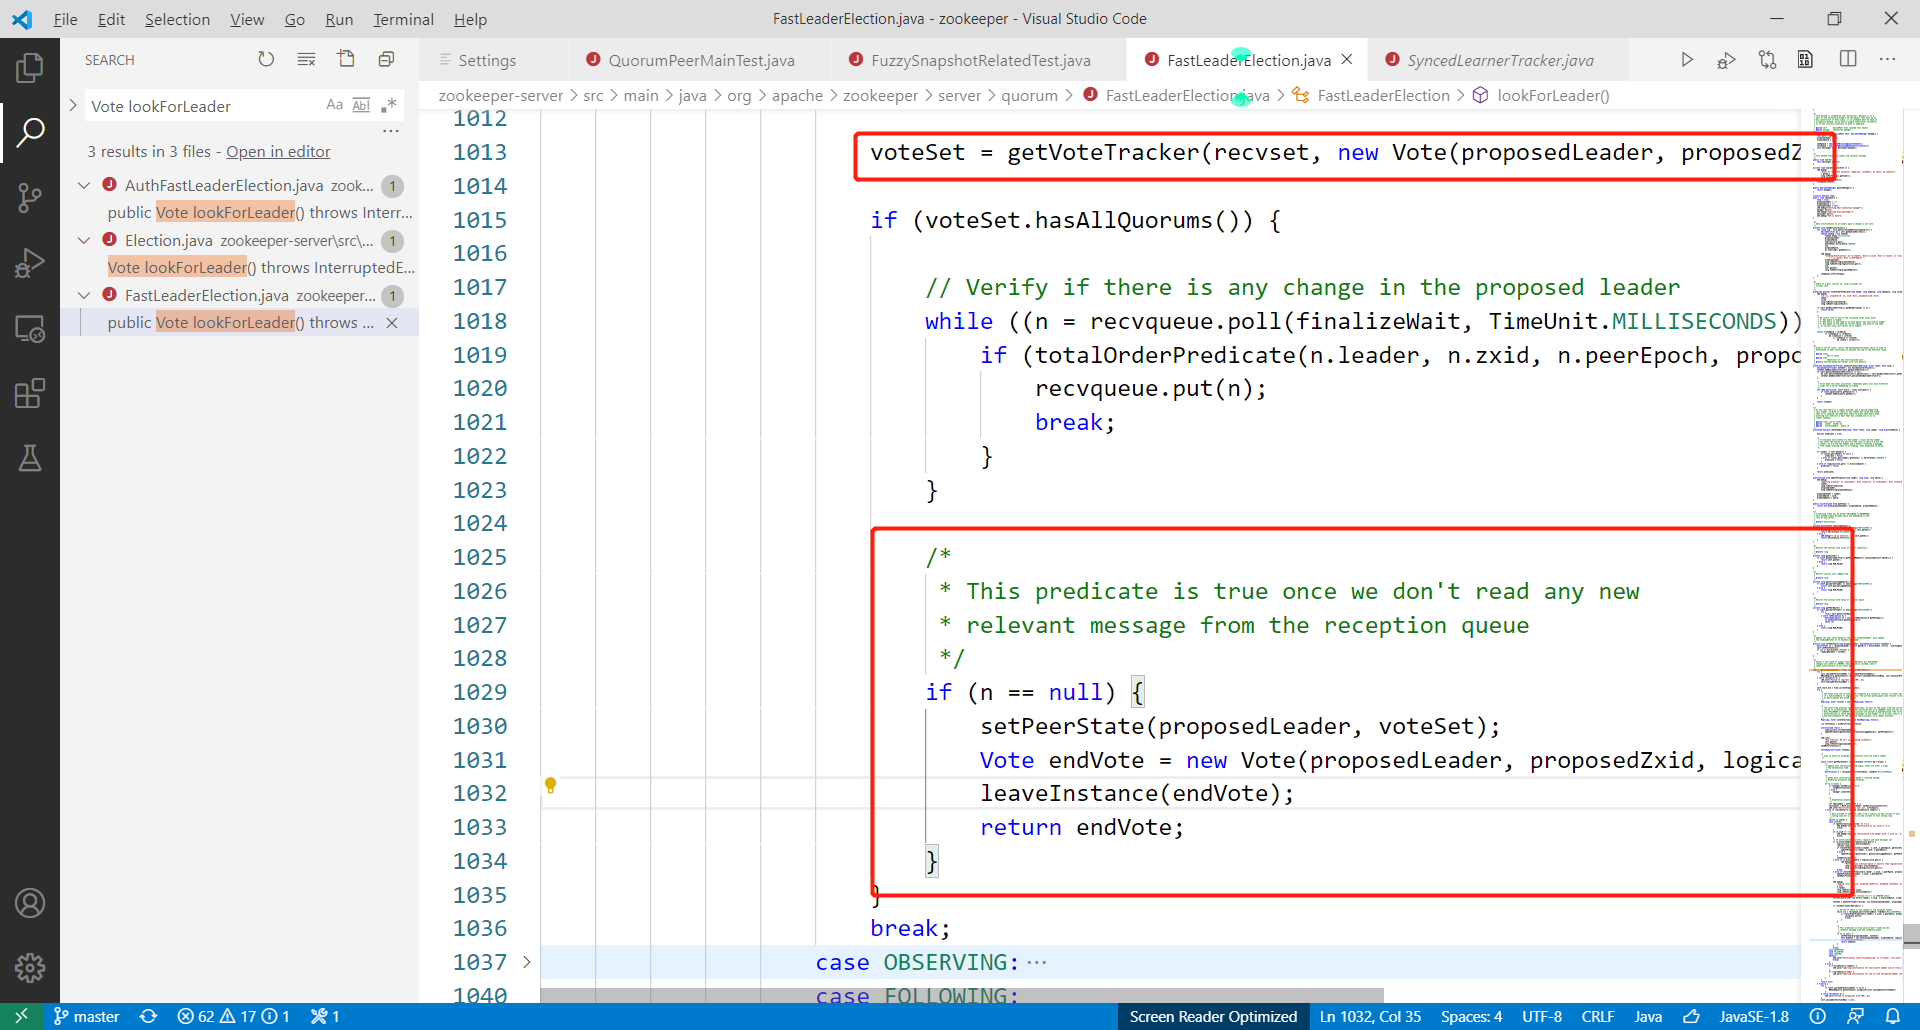 File Edit Selection View Go Run Terminal Help
FastLeaderElection.java - zookeeper - Visual Studio Code
SEARCH
Settings
QuorumPeerMainTest.java
FuzzySnapshotRelatedTest.java
FastLeaderElection.java
SyncedLearnerTracker.java
Vote lookForLeader
Aa Abl .*
zookeeper-server > src > main > java > org > apache > zookeeper > server > quorum > FastLeaderElection.java > FastLeaderElection > lookForLeader()
3 results in 3 files - Open in editor
AuthFastLeaderElection.java zook... 1
public Vote lookForLeader() throws Interr...
Election.java zookeeper-server\src\... 1
Vote lookForLeader() throws InterruptedE...
FastLeaderElection.java zookeeper... 1
public Vote lookForLeader() throws ...
1012
1013 voteSet = getVoteTracker(recvset, new Vote(proposedLeader, proposedZ
1014
1015 if (voteSet.hasAllQuorums()) {
1016
1017 // Verify if there is any change in the proposed leader
1018 while ((n = recvqueue.poll(finalizeWait, TimeUnit.MILLISECONDS))
1019 if (totalOrderPredicate(n.leader, n.zxid, n.peerEpoch, propo
1020 recvqueue.put(n);
1021 break;
1022 }
1023 }
1024
1025 /*
1026 * This predicate is true once we don't read any new
1027 * relevant message from the reception queue
1028 */
1029 if (n == null) {
1030 setPeerState(proposedLeader, voteSet);
1031 Vote endVote = new Vote(proposedLeader, proposedZxid, logica
1032 leaveInstance(endVote);
1033 return endVote;
1034 }
1035 }
1036 break;
1037 case OBSERVING: ...
1040 case FOLLOWING:
master
62 17 1
1
Screen Reader Optimized
Ln 1032, Col 35
Spaces: 4
UTF-8
CRLF
Java
JavaSE-1.8